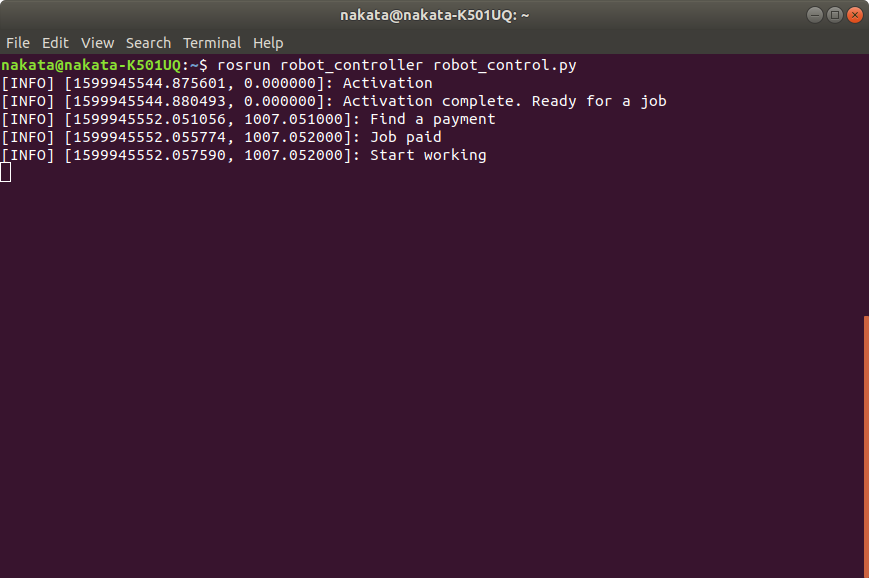 nakata@nakata-K501UQ: ~
File Edit View Search Terminal Help
nakata@nakata-K501UQ:~$ rosrun robot_controller robot_control.py
[INFO] [1599945544.875601, 0.000000]: Activation
[INFO] [1599945544.880493, 0.000000]: Activation complete. Ready for a job
[INFO] [1599945552.051056, 1007.051000]: Find a payment
[INFO] [1599945552.055774, 1007.052000]: Job paid
[INFO] [1599945552.057590, 1007.052000]: Start working